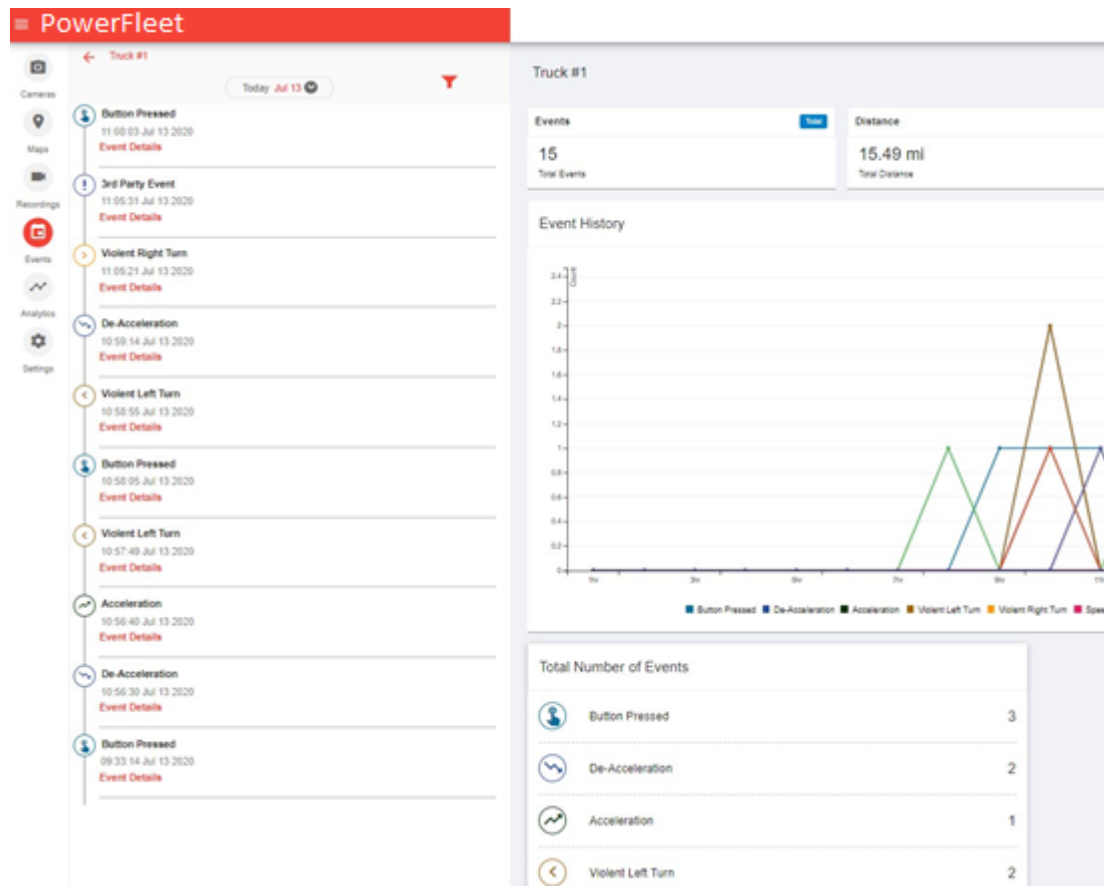 PowerFleet
Truck #1
Today Jul 13
Cameras
Maps
Recordings
Events
Analytics
Settings
Button Pressed
11:08:03 Jul 13 2020
Event Details
3rd Party Event
11:05:31 Jul 13 2020
Event Details
Violent Right Turn
11:05:21 Jul 13 2020
Event Details
De-Acceleration
10:59:14 Jul 13 2020
Event Details
Violent Left Turn
10:58:55 Jul 13 2020
Event Details
Button Pressed
10:58:05 Jul 13 2020
Event Details
Violent Left Turn
10:57:49 Jul 13 2020
Event Details
Acceleration
10:56:40 Jul 13 2020
Event Details
De-Acceleration
10:56:30 Jul 13 2020
Event Details
Button Pressed
09:33:14 Jul 13 2020
Event Details
Truck #1
Events Total
15
Total Events
Distance
15.49 mi
Total Distance
Event History
Count
2.4
2.2
2
1.8
1.6
1.4
1.2
1
0.8
0.6
0.4
0.2
0
Button Pressed De-Acceleration Acceleration Violent Left Turn Violent Right Turn Spee
Total Number of Events
Button Pressed 3
De-Acceleration 2
Acceleration 1
Violent Left Turn 2